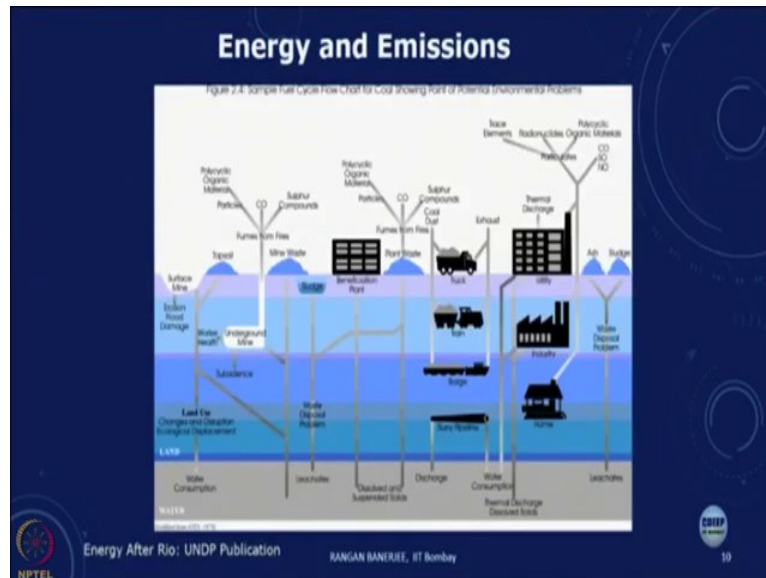 Energy and Emissions
Figure 2.4: Sample Fuel Cycle Flow Chart for Coal Showing Point of Potential Environmental Problems
Trace Elements
Radionuclides
Polycyclic Organic Materials
Particulates
CO
NO
Polycyclic Organic Materials
Particles
CO
Sulphur Compounds
Fumes from Fires
Polycyclic Organic Materials
Particles
CO
Sulphur Compounds
Fumes from Fires
Coal Dust
Exhaust
Thermal Discharge
Surface Mine
Topsoil
Mine Waste
Sludge
Beneficiation Plant
Plant Waste
Truck
Utility
Ash
Sludge
Erosion Flood Damage
Underground Mine
Train
Industry
Waste Disposal Problem
Subsidence
Barge
Home
Land Use
Changes and Disruption
Ecological Displacement
Waste Disposal Problem
Slurry Pipeline
LAND
Water Consumption
Leachates
Dissolved and Suspended Solids
Discharge
Water Consumption
Thermal Discharge
Dissolved Solids
Leachates
WATER
Energy After Rio: UNDP Publication
RANGAN BANERJEE, IIT Bombay
10
NPTEL
CDEEP
IIT BOMBAY